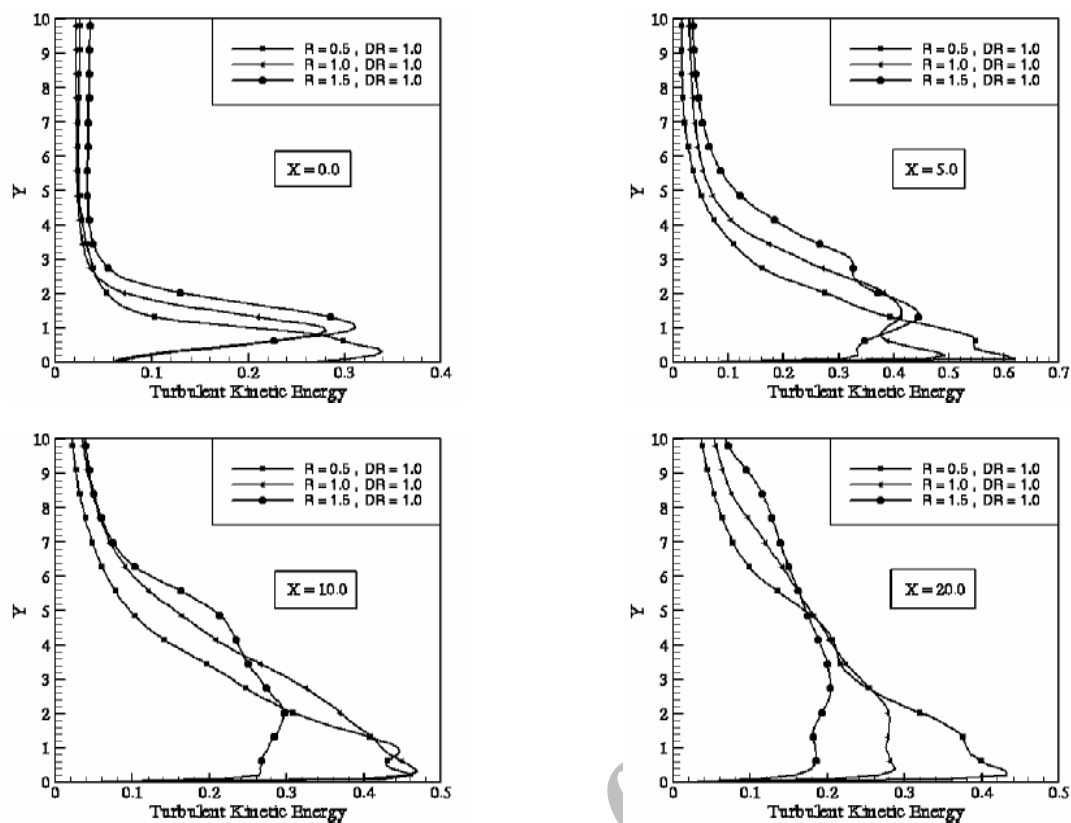 10
9
8
7
6
5
4
3
2
1
0
Y
R = 0.5 , DR = 1.0
R = 1.0 , DR = 1.0
R = 1.5 , DR = 1.0
X = 0.0
0 0.1 0.2 0.3 0.4
Turbulent Kinetic Energy
10
9
8
7
6
5
4
3
2
1
0
Y
R = 0.5 , DR = 1.0
R = 1.0 , DR = 1.0
R = 1.5 , DR = 1.0
X = 5.0
0 0.1 0.2 0.3 0.4 0.5 0.6 0.7
Turbulent Kinetic Energy
10
9
8
7
6
5
4
3
2
1
0
Y
R = 0.5 , DR = 1.0
R = 1.0 , DR = 1.0
R = 1.5 , DR = 1.0
X = 10.0
0 0.1 0.2 0.3 0.4 0.5
Turbulent Kinetic Energy
10
9
8
7
6
5
4
3
2
1
0
Y
R = 0.5 , DR = 1.0
R = 1.0 , DR = 1.0
R = 1.5 , DR = 1.0
X = 20.0
0 0.1 0.2 0.3 0.4 0.5
Turbulent Kinetic Energy